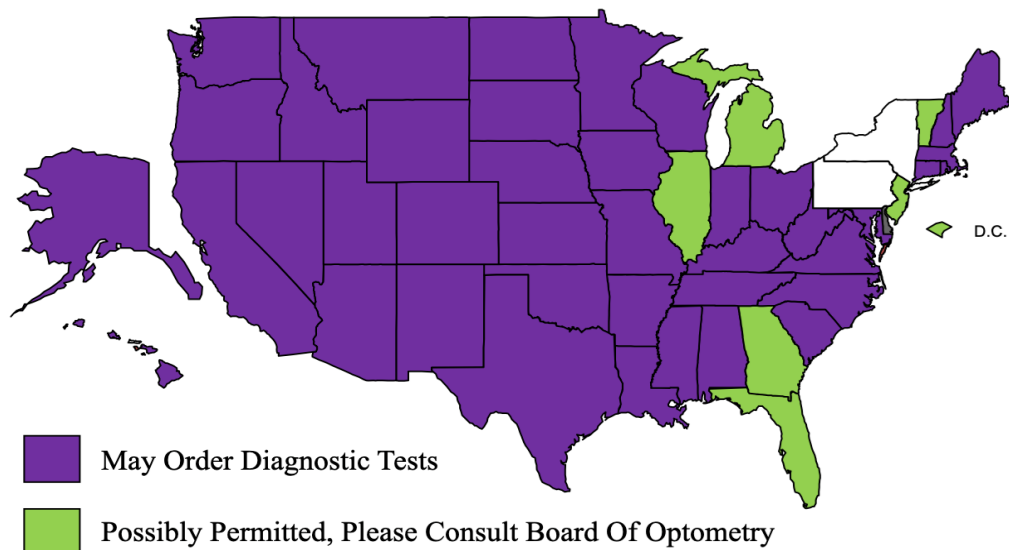 D.C.
May Order Diagnostic Tests
Possibly Permitted, Please Consult Board Of Optometry